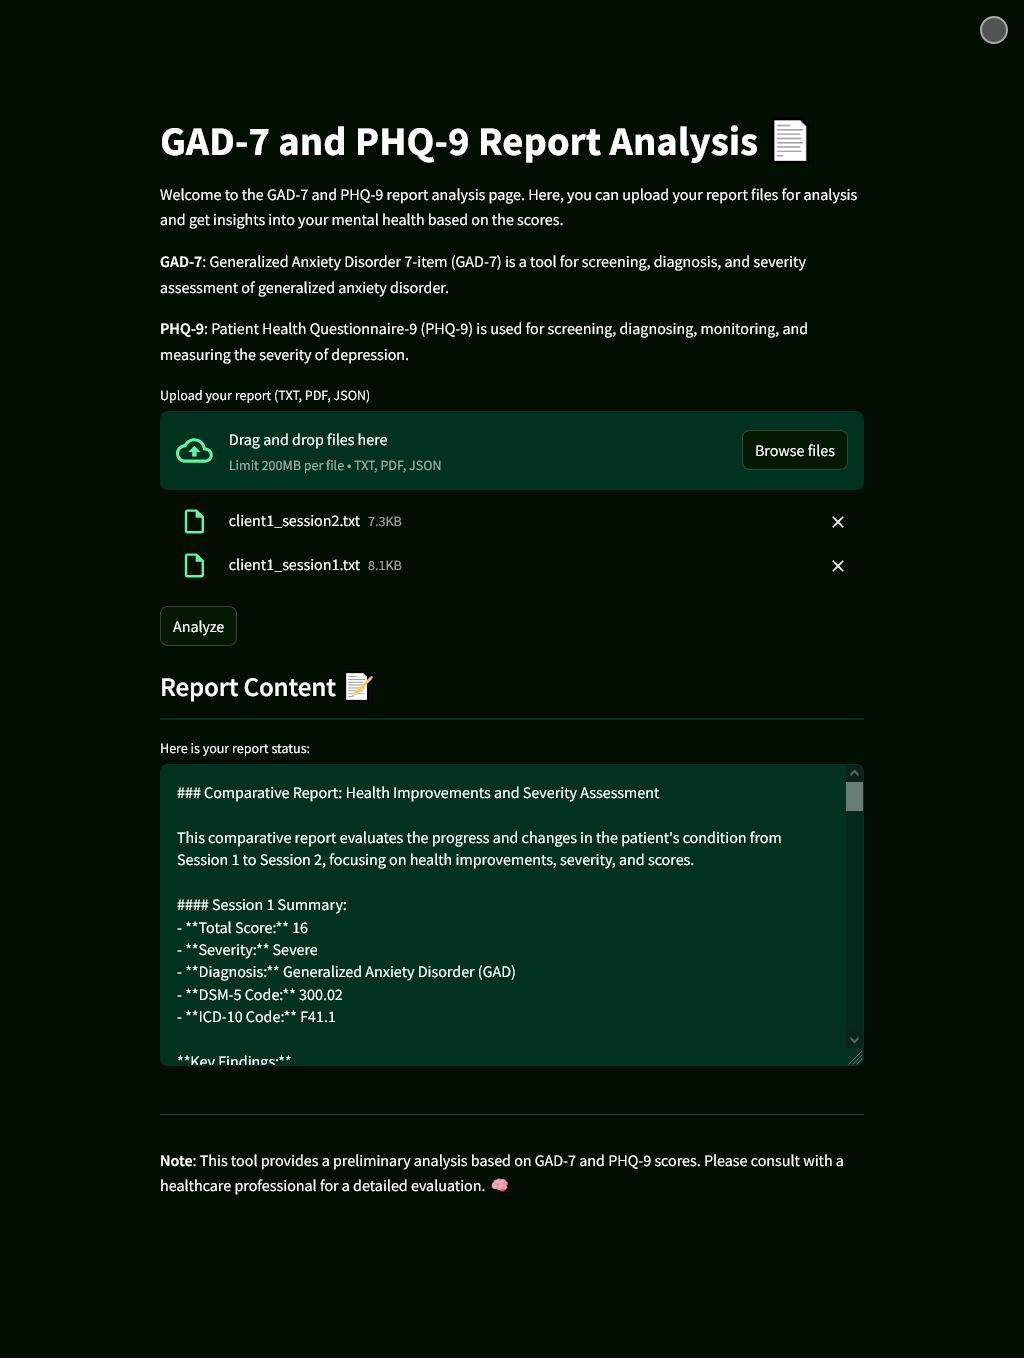 GAD-7 and PHQ-9 Report Analysis
Welcome to the GAD-7 and PHQ-9 report analysis page. Here, you can upload your report files for analysis
and get insights into your mental health based on the scores.
GAD-7: Generalized Anxiety Disorder 7-item (GAD-7) is a tool for screening, diagnosis, and severity
assessment of generalized anxiety disorder.
PHQ-9: Patient Health Questionnaire-9 (PHQ-9) is used for screening, diagnosing, monitoring, and
measuring the severity of depression.
Upload your report (TXT, PDF, JSON)
Drag and drop files here
Limit 200MB per file • TXT, PDF, JSON
Browse files
client1_session2.txt 7.3KB
client1_session1.txt 8.1KB
Analyze
Report Content
Here is your report status:
### Comparative Report: Health Improvements and Severity Assessment
This comparative report evaluates the progress and changes in the patient's condition from
Session 1 to Session 2, focusing on health improvements, severity, and scores.
#### Session 1 Summary:
- **Total Score:** 16
- **Severity:** Severe
- **Diagnosis:** Generalized Anxiety Disorder (GAD)
- **DSM-5 Code:** 300.02
- **ICD-10 Code:** F41.1
**Key Findings:**
Note: This tool provides a preliminary analysis based on GAD-7 and PHQ-9 scores. Please consult with a
healthcare professional for a detailed evaluation.